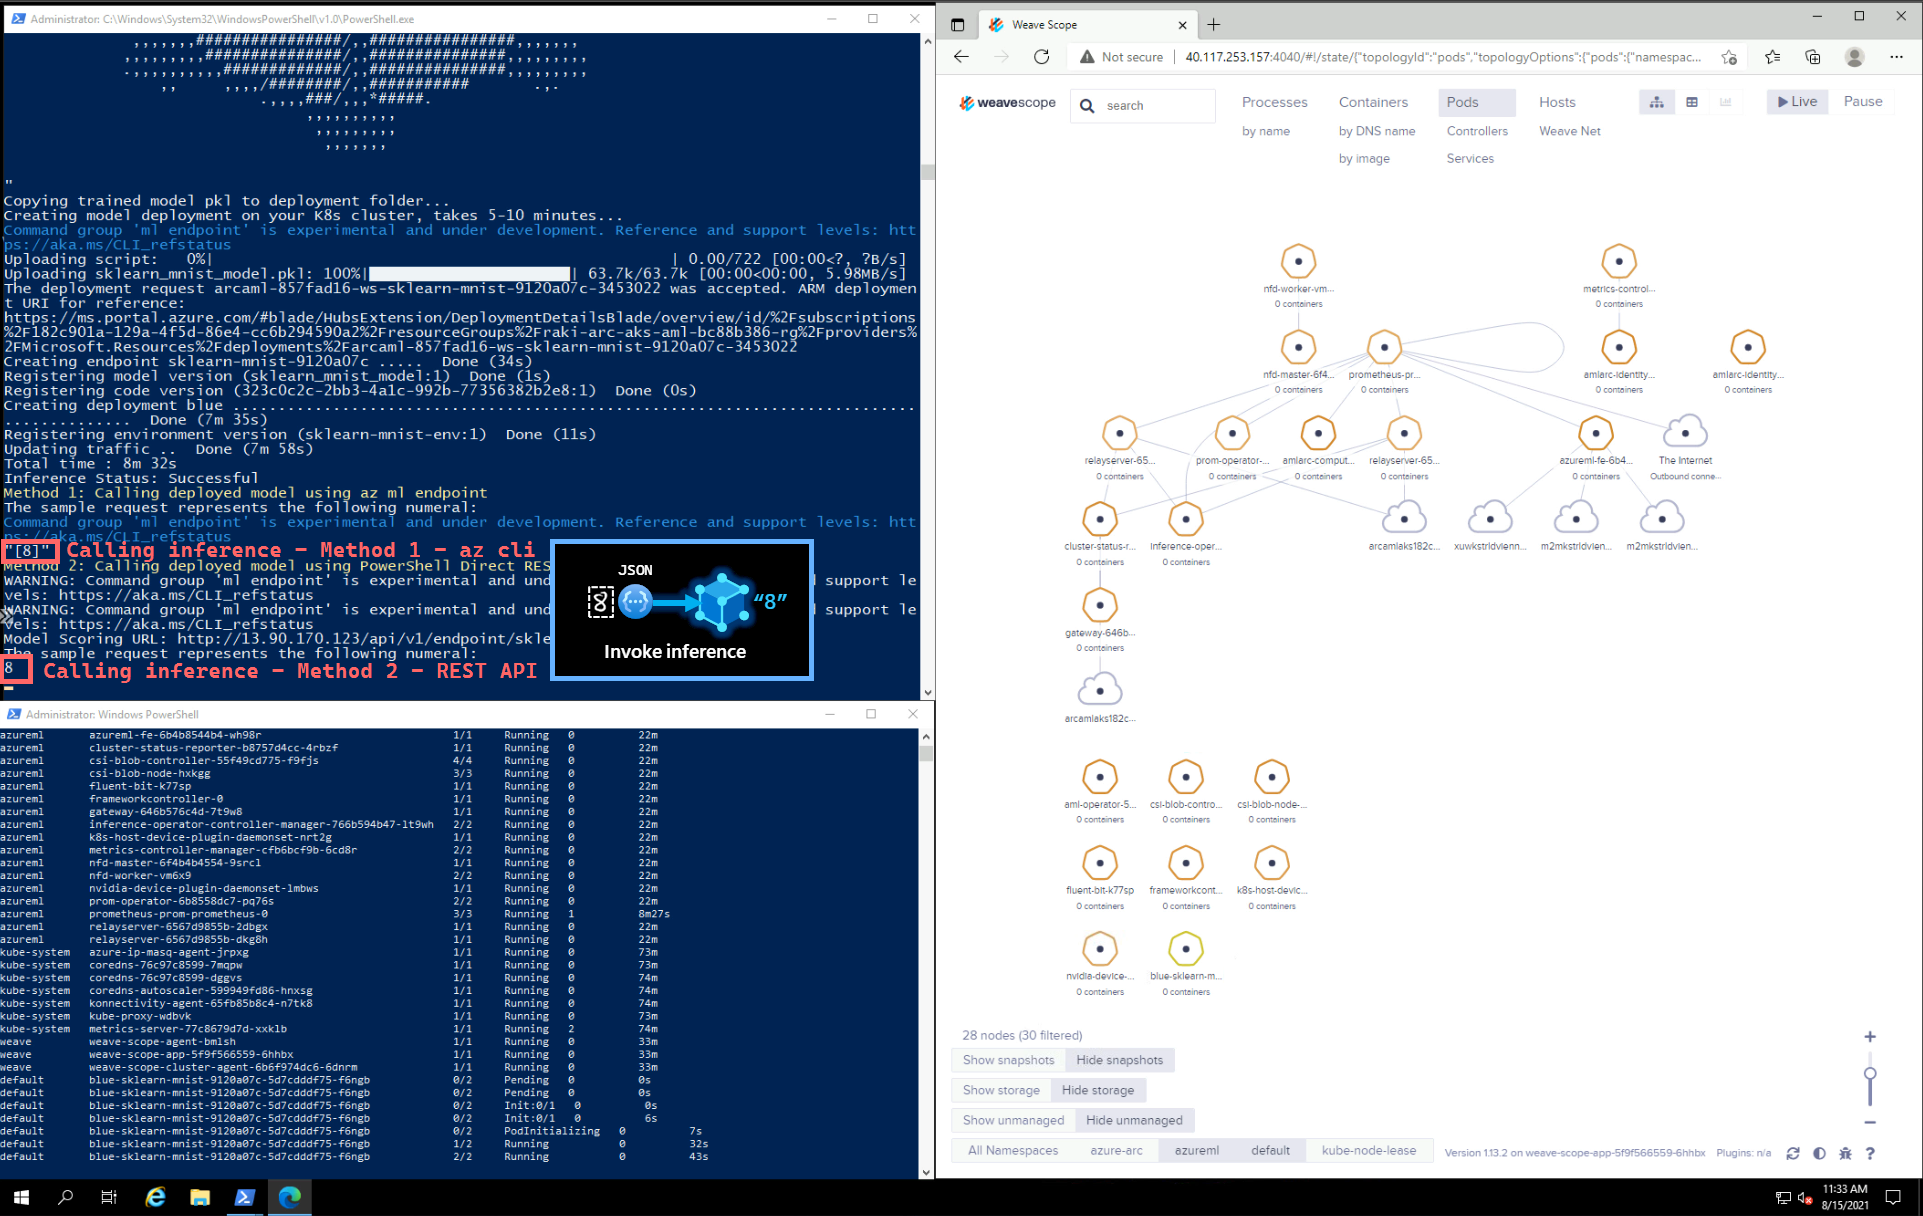 Administrator: C:\Windows\System32\WindowsPowerShell\v1.0\PowerShell.exe
,,,,,,,################/,,################,,,,,,,
,,,,,,,,,###############/,,###############,,,,,,,,,
.,,,,,,,,,,,#############/,,###############,,,,,,,,,
,, ,,,,/########/,,########### .,.
.,,,,###/,,,*#####.
,,,,,,,,,,
,,,,,,,,,
,,,,,,,
"
Copying trained model pkl to deployment folder...
Creating model deployment on your K8s cluster, takes 5-10 minutes...
Command group 'ml endpoint' is experimental and under development. Reference and support levels: htt
ps://aka.ms/CLI_refstatus
Uploading script:   0%| | 0.00/722 [00:00<?, ?B/s]
Uploading sklearn_mnist_model.pkl: 100%| | 63.7k/63.7k [00:00<00:00, 5.98MB/s]
The deployment request arcaml-857fad16-ws-sklearn-mnist-9120a07c-3453022 was accepted. ARM deploymen
t URI for reference:
https://ms.portal.azure.com/#blade/HubsExtension/DeploymentDetailsBlade/overview/id/%2Fsubscriptions
%2F182c901a-129a-4f5d-86e4-cc6b294590a2%2FresourceGroups%2Fraki-arc-aks-aml-bc88b386-rg%2Fproviders%
2FMicrosoft.Resources%2Fdeployments%2Farcaml-857fad16-ws-sklearn-mnist-9120a07c-3453022
Creating endpoint sklearn-mnist-9120a07c ..... Done (34s)
Registering model version (sklearn_mnist_model:1) Done (1s)
Registering code version (323c0c2c-2bb3-4a1c-992b-77356382b2e8:1) Done (0s)
Creating deployment blue ...........................................................................
.............. Done (7m 35s)
Registering environment version (sklearn-mnist-env:1) Done (11s)
Updating traffic .. Done (7m 58s)
Total time : 8m 32s
Inference Status: Successful
Method 1: Calling deployed model using az ml endpoint
The sample request represents the following numeral:
Command group 'ml endpoint' is experimental and under development. Reference and support levels: htt
ps://aka.ms/CLI_refstatus
"[8]" Calling inference - Method 1 - az cli
Method 2: Calling deployed model using PowerShell Direct RES
WARNING: Command group 'ml endpoint' is experimental and und d support le
vels: https://aka.ms/CLI_refstatus
WARNING: Command group 'ml endpoint' is experimental and und d support le
vels: https://aka.ms/CLI_refstatus
Model Scoring URL: http://13.90.170.123/api/v1/endpoint/skle
The sample request represents the following numeral:
8 Calling inference - Method 2 - REST API
JSON
8
"8"
Invoke inference
Administrator: Windows PowerShell
azureml azureml-fe-6b4b8544b4-wh98r 1/1 Running 0 22m
azureml cluster-status-reporter-b8757d4cc-4rbzf 1/1 Running 0 22m
azureml csi-blob-controller-55f49cd775-f9fjs 4/4 Running 0 22m
azureml csi-blob-node-hxkgg 3/3 Running 0 22m
azureml fluent-bit-k77sp 1/1 Running 0 22m
azureml frameworkcontroller-0 1/1 Running 0 22m
azureml gateway-646b576c4d-7t9w8 1/1 Running 0 22m
azureml inference-operator-controller-manager-766b594b47-lt9wh 2/2 Running 0 22m
azureml k8s-host-device-plugin-daemonset-nrt2g 1/1 Running 0 22m
azureml metrics-controller-manager-cfb6bcf9b-6cd8r 2/2 Running 0 22m
azureml nfd-master-6f4b4b4554-9srcl 1/1 Running 0 22m
azureml nfd-worker-vm6x9 2/2 Running 0 22m
azureml nvidia-device-plugin-daemonset-lmbws 1/1 Running 0 22m
azureml prom-operator-6b8558dc7-pq76s 2/2 Running 0 22m
azureml prometheus-prom-prometheus-0 3/3 Running 1 8m27s
azureml relayserver-6567d9855b-2dbgx 1/1 Running 0 22m
azureml relayserver-6567d9855b-dkg8h 1/1 Running 0 22m
kube-system azure-ip-masq-agent-jrpxg 1/1 Running 0 73m
kube-system coredns-76c97c8599-7mqpw 1/1 Running 0 73m
kube-system coredns-76c97c8599-dggvs 1/1 Running 0 74m
kube-system coredns-autoscaler-599949fd86-hnxsg 1/1 Running 0 74m
kube-system konnectivity-agent-65fb85b8c4-n7tk8 1/1 Running 0 74m
kube-system kube-proxy-wdbvk 1/1 Running 0 73m
kube-system metrics-server-77c8679d7d-xxklb 1/1 Running 2 74m
weave weave-scope-agent-bmlsh 1/1 Running 0 33m
weave weave-scope-app-5f9f566559-6hhbx 1/1 Running 0 33m
weave weave-scope-cluster-agent-6b6f974dc6-6dnrm 1/1 Running 0 33m
default blue-sklearn-mnist-9120a07c-5d7cdddf75-f6ngb 0/2 Pending 0 0s
default blue-sklearn-mnist-9120a07c-5d7cdddf75-f6ngb 0/2 Pending 0 0s
default blue-sklearn-mnist-9120a07c-5d7cdddf75-f6ngb 0/2 Init:0/1 0 0s
default blue-sklearn-mnist-9120a07c-5d7cdddf75-f6ngb 0/2 Init:0/1 0 6s
default blue-sklearn-mnist-9120a07c-5d7cdddf75-f6ngb 0/2 PodInitializing 0 7s
default blue-sklearn-mnist-9120a07c-5d7cdddf75-f6ngb 1/2 Running 0 32s
default blue-sklearn-mnist-9120a07c-5d7cdddf75-f6ngb 2/2 Running 0 43s
Weave Scope
Not secure 40.117.253.157:4040/#!/state/{"topologyId":"pods","topologyOptions":{"pods":{"namespac...
weavescope search Processes Containers Pods Hosts Live Pause
by name by DNS name Controllers Weave Net
by image Services
nfd-worker-vm... metrics-control...
0 containers 0 containers
nfd-master-6f4... prometheus-pr... amlarc-identity... amlarc-identity...
0 containers 0 containers 0 containers 0 containers
relayserver-65... prom-operator-... amlarc-comput... relayserver-65... azureml-fe-6b4... The Internet
0 containers 0 containers 0 containers 0 containers 0 containers Outbound conne...
cluster-status-r... inference-oper... arcamlaks182c... xuwkstrldvienn... m2mkstrldvien... m2mkstrldvien...
0 containers 0 containers
gateway-646b...
0 containers
arcamlaks182c...
aml-operator-5... csi-blob-contro... csi-blob-node-...
0 containers 0 containers 0 containers
fluent-bit-k77sp frameworkcont... k8s-host-devic...
0 containers 0 containers 0 containers
nvidia-device-... blue-sklearn-m...
0 containers 0 containers
28 nodes (30 filtered)
Show snapshots Hide snapshots
Show storage Hide storage
Show unmanaged Hide unmanaged
All Namespaces azure-arc azureml default kube-node-lease Version 1.13.2 on weave-scope-app-5f9f566559-6hhbx Plugins: n/a
11:33 AM
8/15/2021